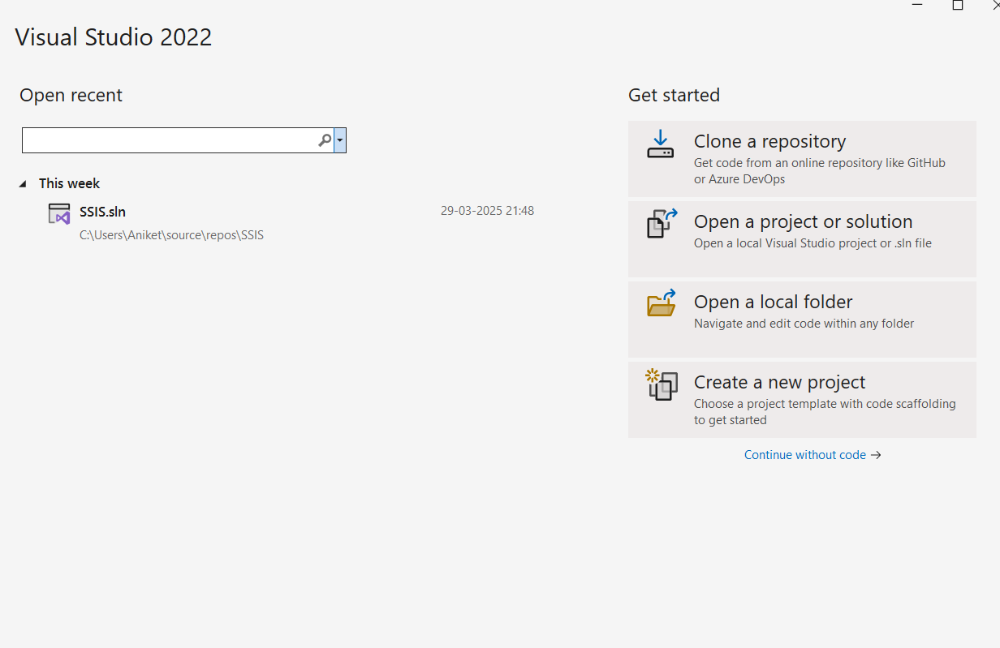 Visual Studio 2022
Open recent
This week
SSIS.sln
29-03-2025 21:48
C:\Users\Aniket\source\repos\SSIS
Get started
Clone a repository
Get code from an online repository like GitHub
or Azure DevOps
Open a project or solution
Open a local Visual Studio project or .sln file
Open a local folder
Navigate and edit code within any folder
Create a new project
Choose a project template with code scaffolding
to get started
Continue without code →